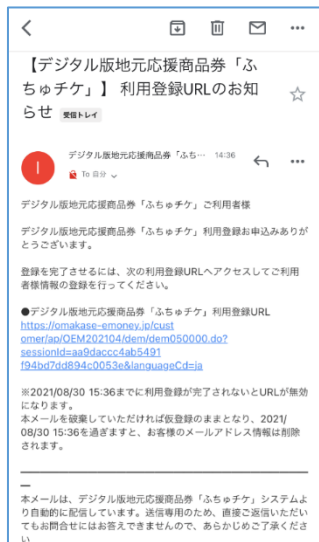 【デジタル版地元応援商品券「ふ
ちゅチケ」】 利用登録URLのお知
らせ 受信トレイ
デジタル版地元応援商品券「ふち… 14:36
To 自分
デジタル版地元応援商品券「ふちゅチケ」ご利用者様
デジタル版地元応援商品券「ふちゅチケ」利用登録お申込みありが
とうございます。
登録を完了させるには、次の利用登録URLへアクセスしてご利用
者様情報の登録を行ってください。
●デジタル版地元応援商品券「ふちゅチケ」利用登録URL
https://omakase-emoney.jp/cust
omer/ap/OEM202104/dem/dem050000.do?
sessionId=aa9daccc4ab5491
f94bd7dd894c0053e&languageCd=ja
※2021/08/30 15:36までに利用登録が完了されないとURLが無効
になります。
本メールを破棄していただければ仮登録のままとなり、2021/
08/30 15:36を過ぎますと、お客様のメールアドレス情報は削除
されます。
本メールは、デジタル版地元応援商品券「ふちゅチケ」システムよ
り自動的に配信しています。送信専用のため、直接ご返信いただい
てもお問合せにはお答えできませんので、あらかじめご了承くださ
い